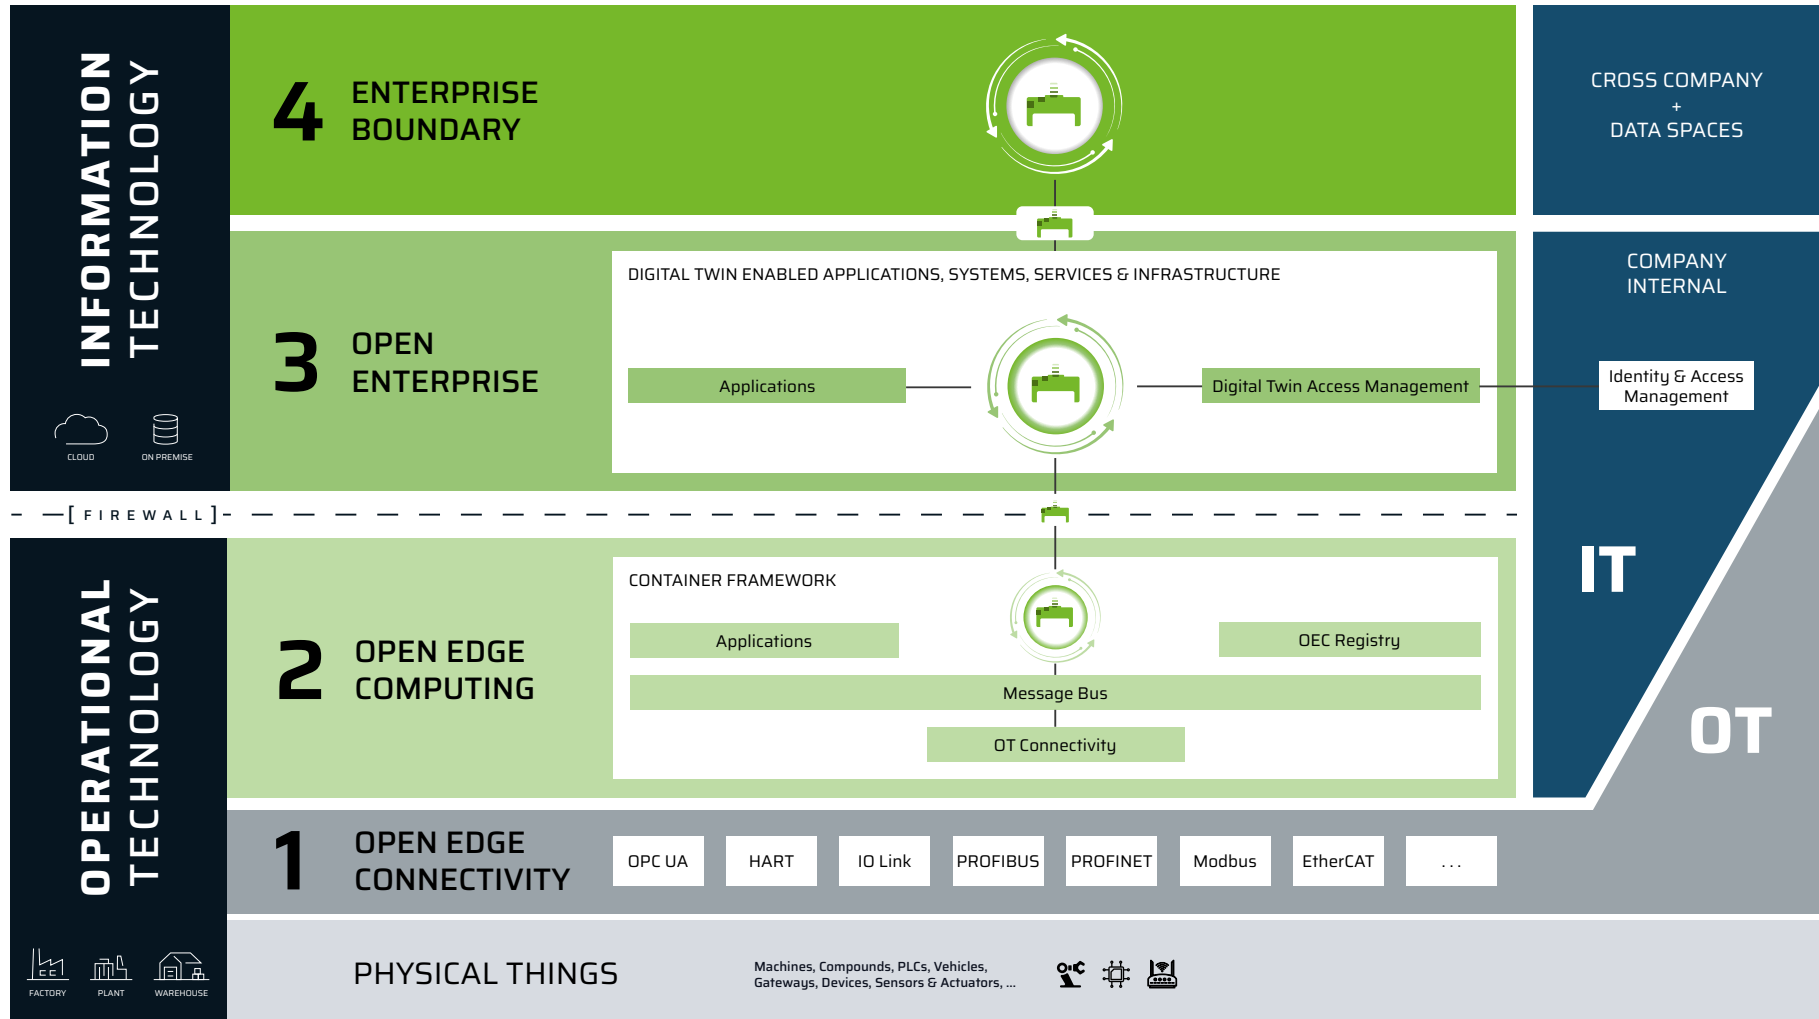 INFORMATION
TECHNOLOGY
CLOUD
ON PREMISE
4
ENTERPRISE
BOUNDARY
CROSS COMPANY
+
DATA SPACES
3
OPEN
ENTERPRISE
DIGITAL TWIN ENABLED APPLICATIONS, SYSTEMS, SERVICES & INFRASTRUCTURE
Applications
Digital Twin Access Management
COMPANY
INTERNAL
Identity & Access
Management
[ FIREWALL ]
OPERATIONAL
TECHNOLOGY
FACTORY
PLANT
WAREHOUSE
2
OPEN EDGE
COMPUTING
CONTAINER FRAMEWORK
Applications
OEC Registry
Message Bus
OT Connectivity
IT
OT
1
OPEN EDGE
CONNECTIVITY
OPC UA
HART
IO Link
PROFIBUS
PROFINET
Modbus
EtherCAT
...
PHYSICAL THINGS
Machines, Compounds, PLCs, Vehicles,
Gateways, Devices, Sensors & Actuators, ...